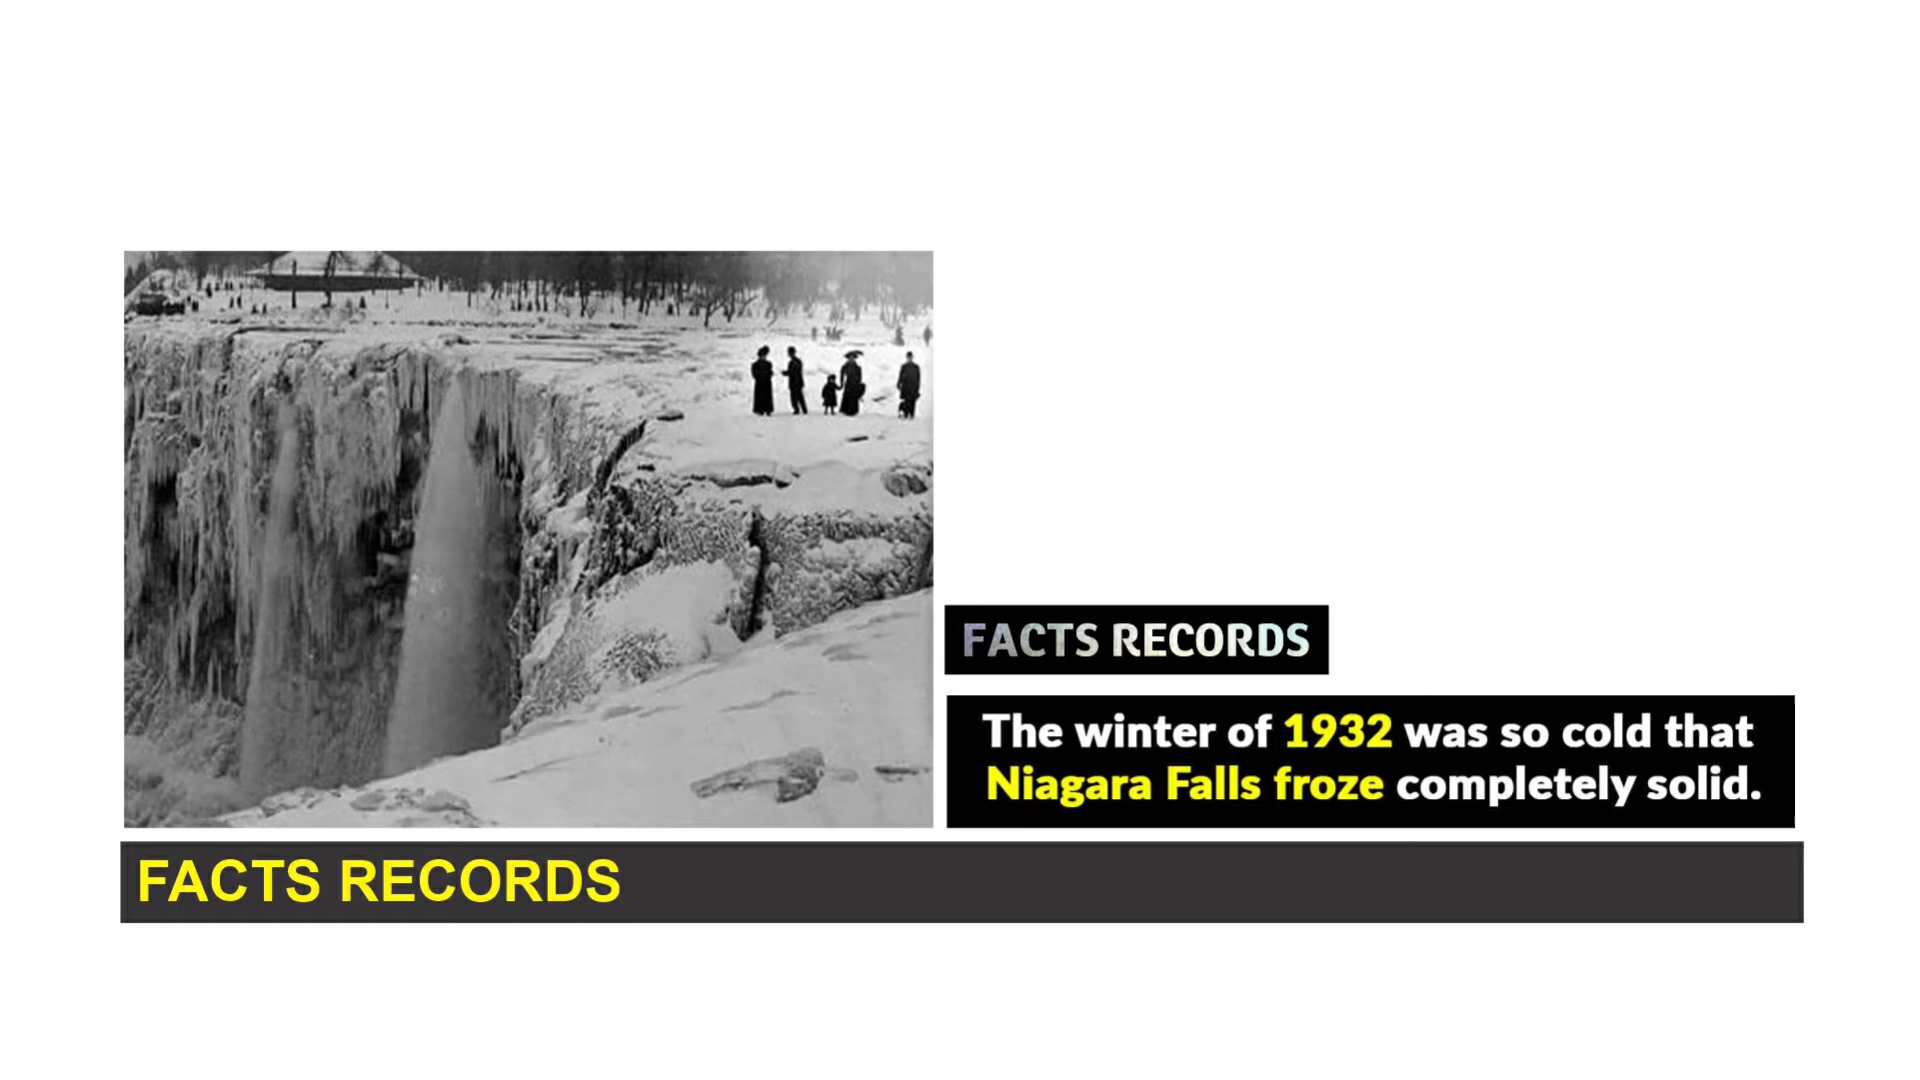 FACTS RECORDS
The winter of 1932 was so cold that
Niagara Falls froze completely solid.
FACTS RECORDS